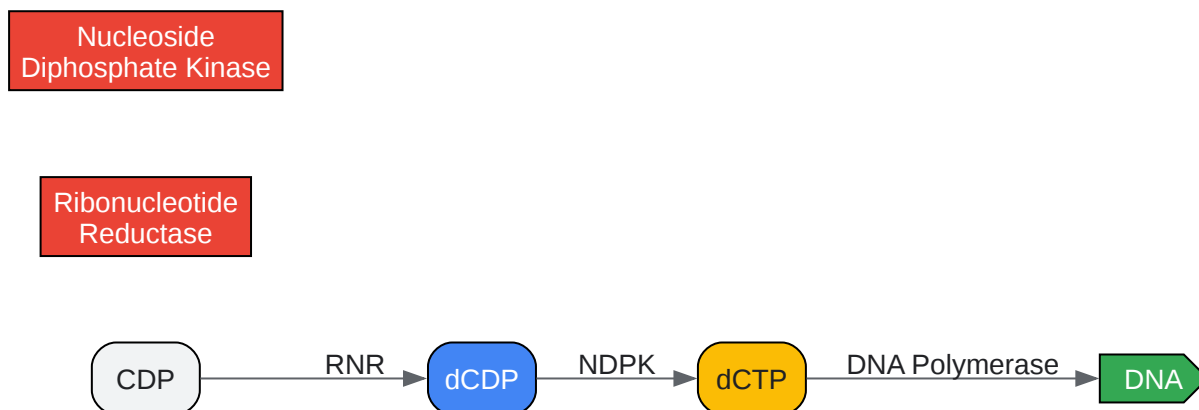 Nucleoside
Diphosphate Kinase
Ribonucleotide
Reductase
CDP RNR dCDP NDPK dCTP DNA Polymerase DNA